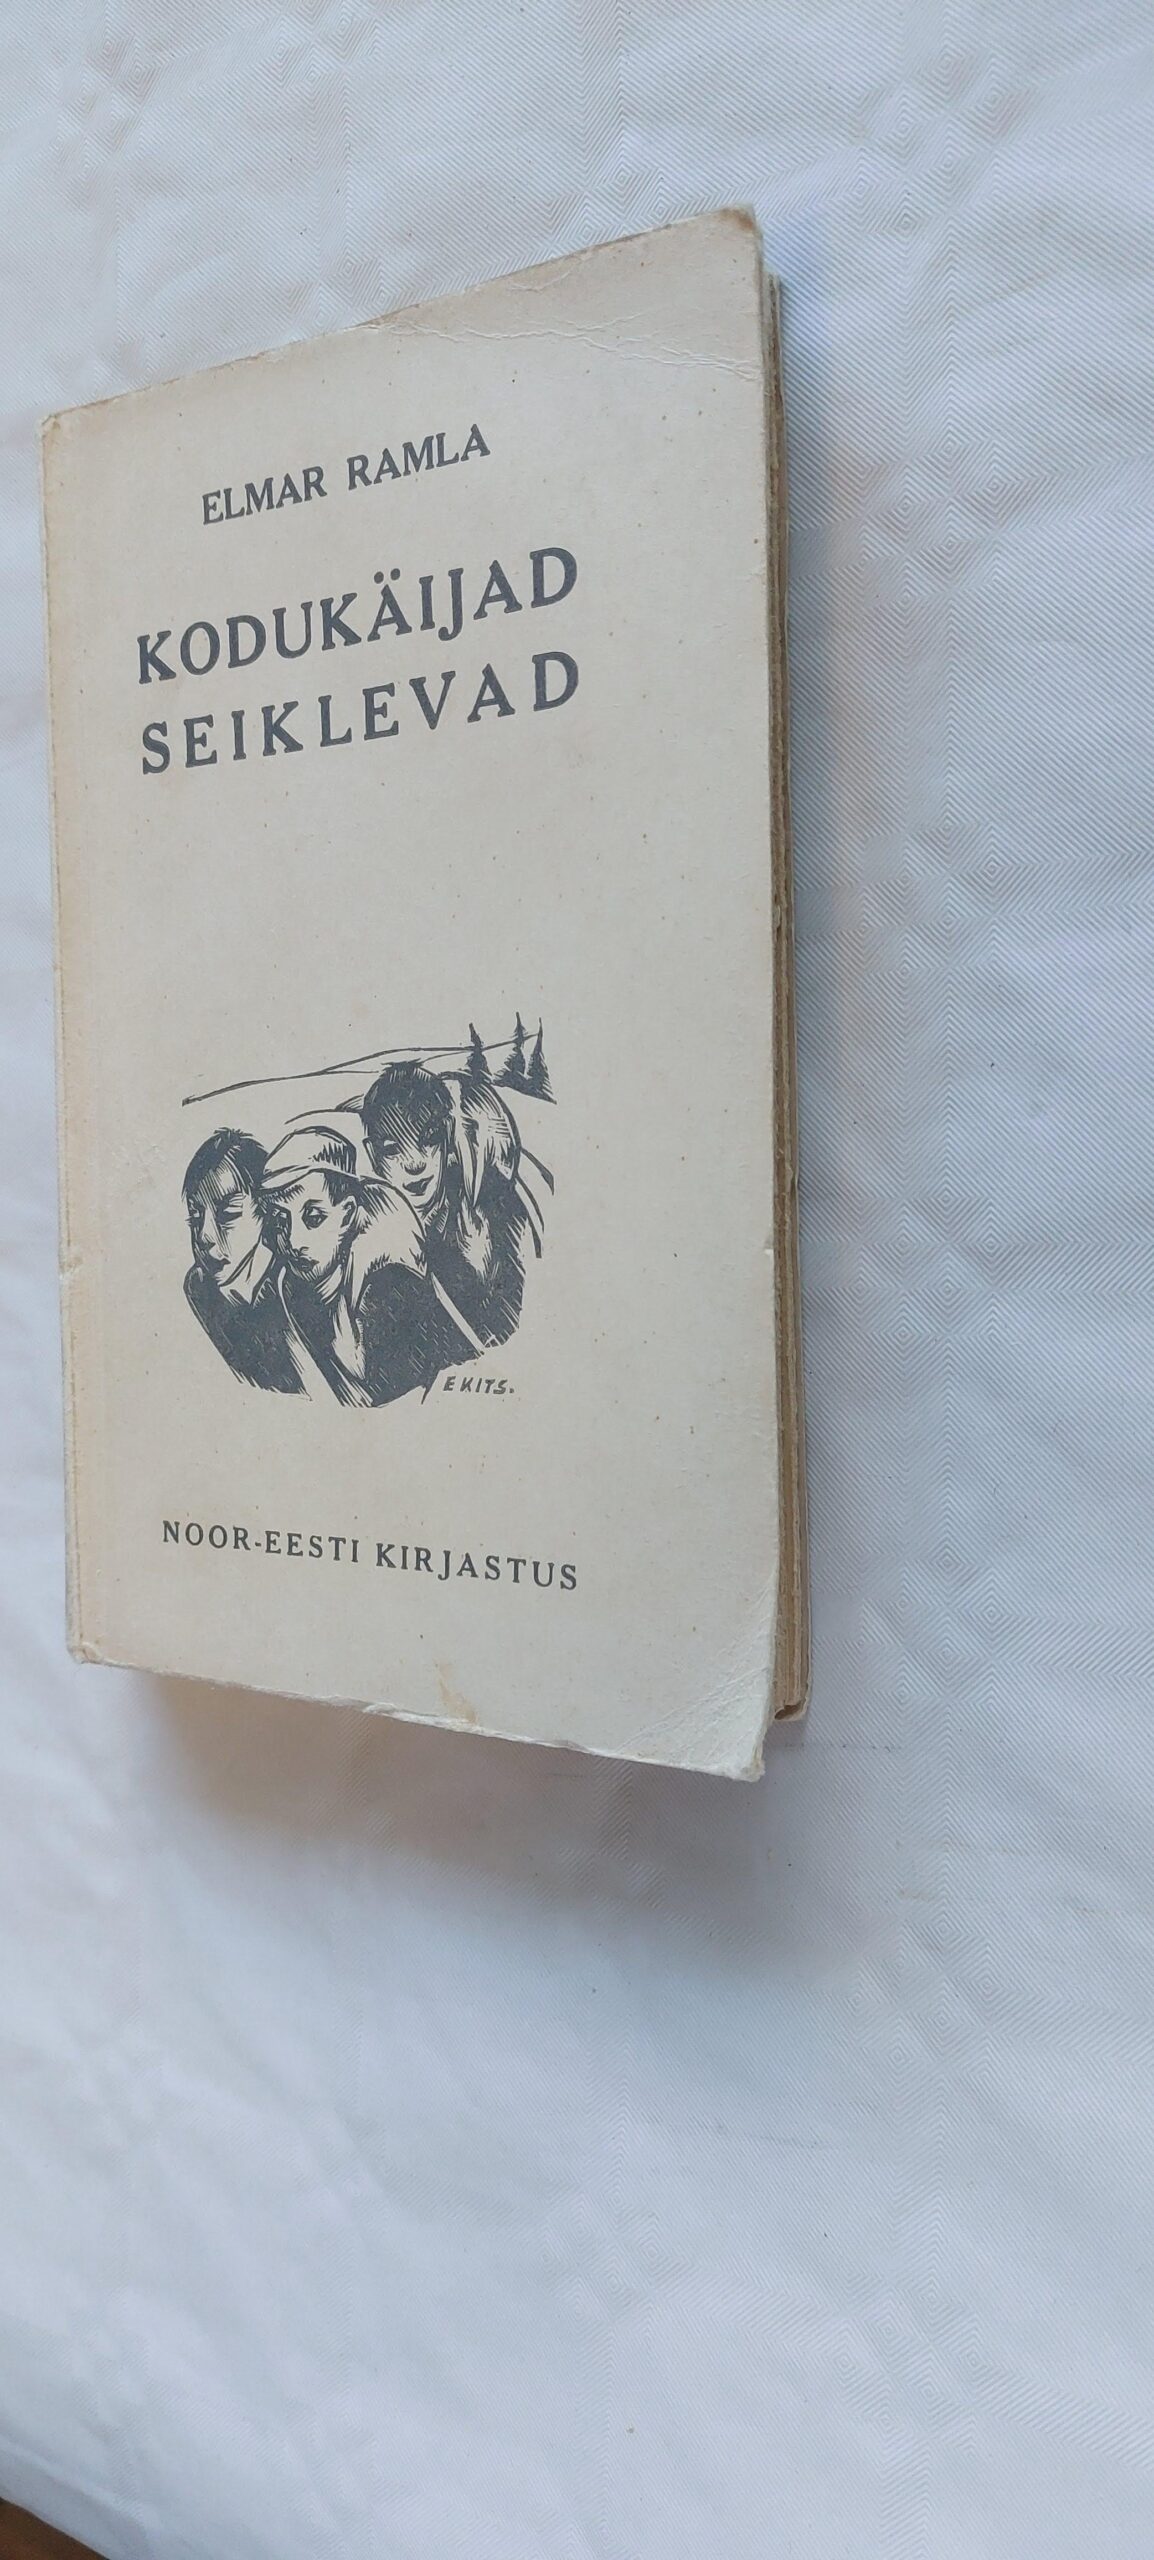 ELMAR RAMLA
KODUKÄIJAD
SEIKLEVAD
E KITS.
NOOR-EESTI KIRJASTUS